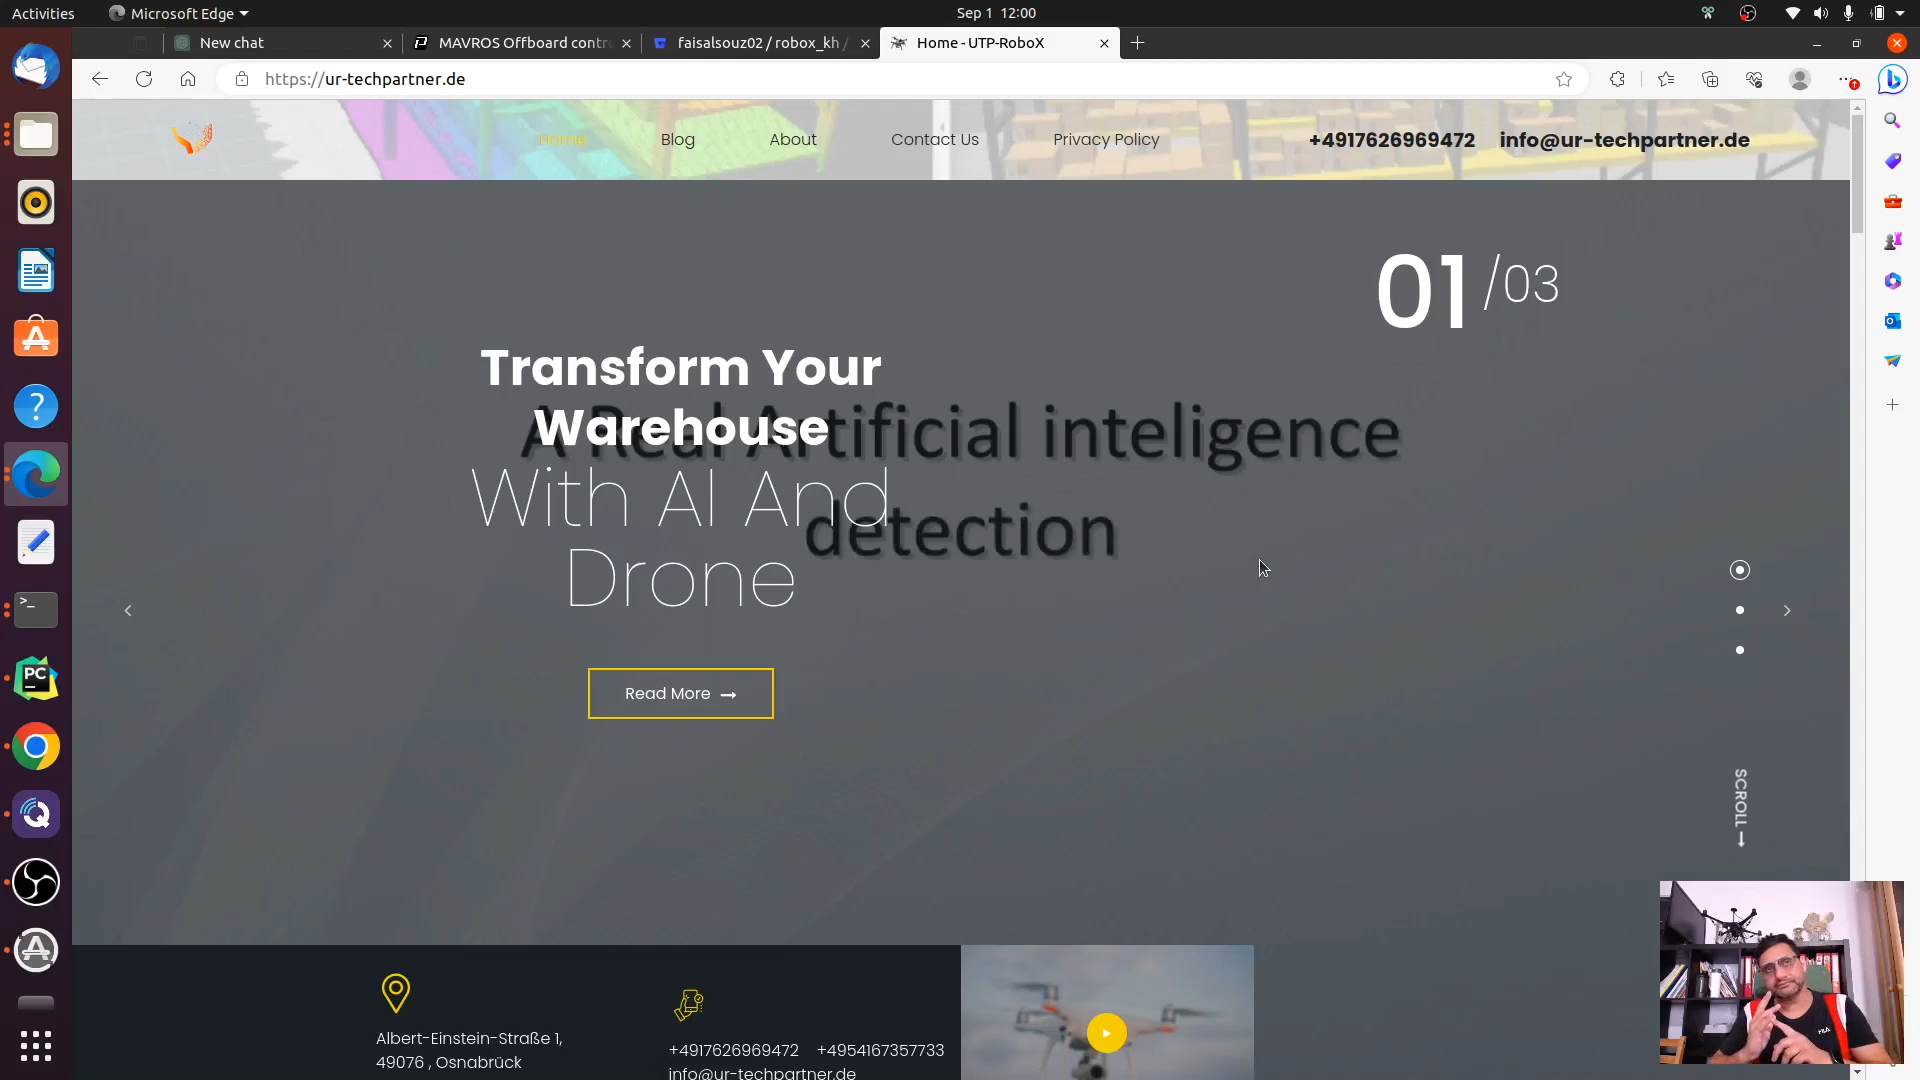 Activities
Microsoft Edge
Sep 1 12:00
New chat
MAVROS Offboard contr
faisalsouz02 / robox_kh /
Home - UTP-RoboX
https://ur-techpartner.de
Home
Blog
About
Contact Us
Privacy Policy
+4917626969472
info@ur-techpartner.de
01 /03
Transform Your
Warehouse
With AI And
Drone
A Real Artificial inteligence
detection
Read More
SCROLL
Albert-Einstein-Straße 1,
49076 , Osnabrück
+4917626969472 +4954167357733
info@ur-techpartner.de
PC
FILA